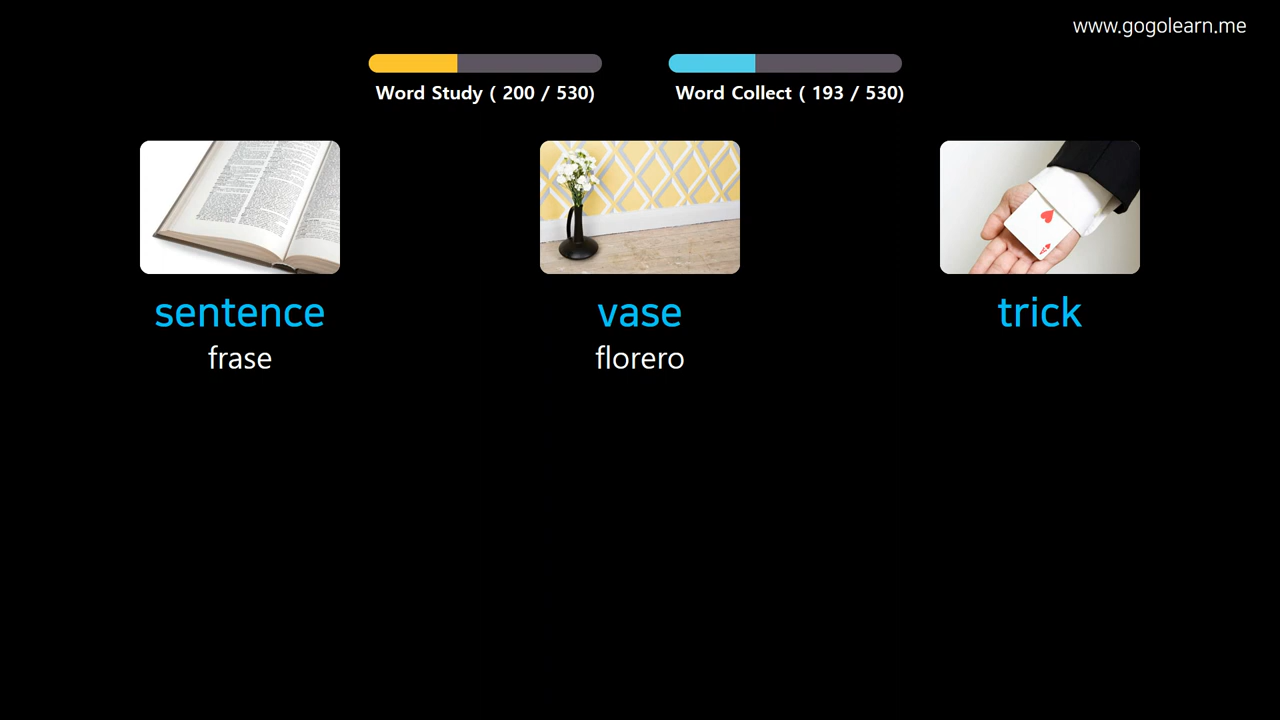 www.gogolearn.me
Word Study ( 200 / 530)
Word Collect ( 193 / 530)
sentence
frase
vase
florero
trick